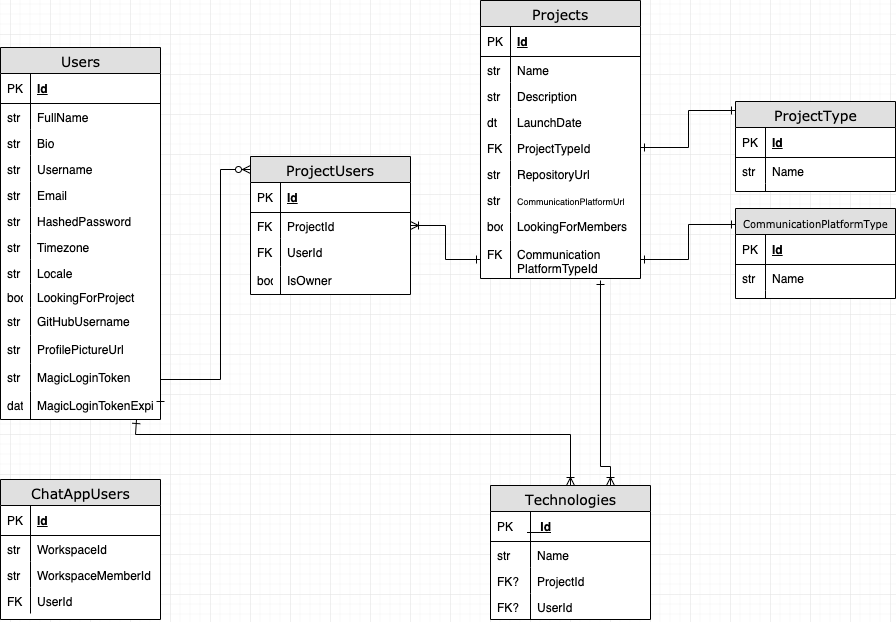 Projects
PK Id
str Name
str Description
dt LaunchDate
FK ProjectTypeId
str RepositoryUrl
str CommunicationPlatformUrl
boc LookingForMembers
FK Communication
PlatformTypeId
Users
PK Id
str FullName
str Bio
str Username
str Email
str HashedPassword
str Timezone
str Locale
boc LookingForProject
str GitHubUsername
str ProfilePictureUrl
str MagicLoginToken
dat MagicLoginTokenExpi
ProjectUsers
PK Id
FK ProjectId
FK UserId
boc IsOwner
ProjectType
PK Id
str Name
CommunicationPlatformType
PK Id
str Name
ChatAppUsers
PK Id
str WorkspaceId
str WorkspaceMemberId
FK UserId
Technologies
PK Id
str Name
FK? ProjectId
FK? UserId